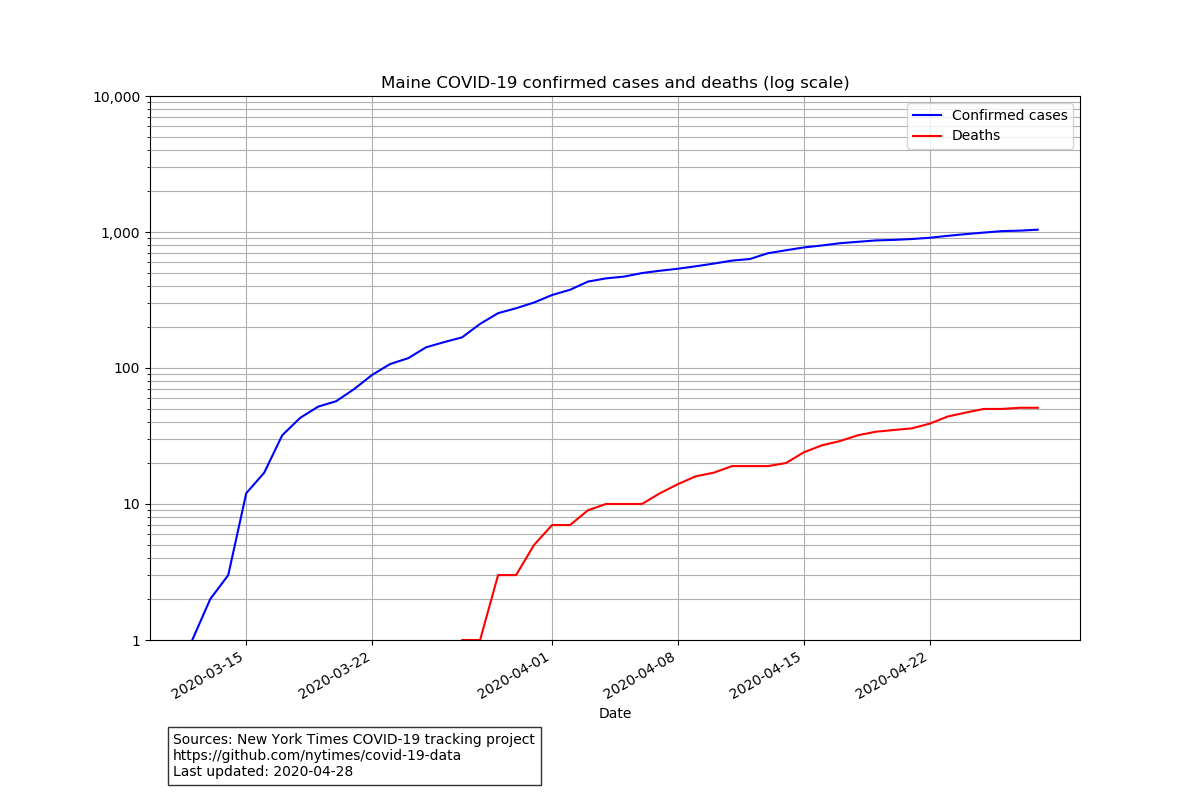 Maine COVID-19 confirmed cases and deaths (log scale)
10,000
Confirmed cases
Deaths
1,000
100
10
1
2020-03-15 2020-03-22 2020-04-01 2020-04-08 2020-04-15 2020-04-22
Date
Sources: New York Times COVID-19 tracking project
https://github.com/nytimes/covid-19-data
Last updated: 2020-04-28